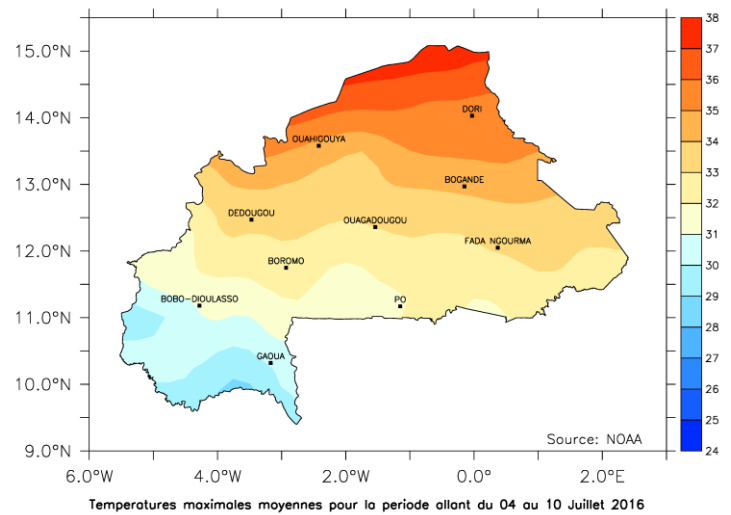 15.0°N
14.0°N
13.0°N
12.0°N
11.0°N
10.0°N
9.0°N
6.0°W 4.0°W 2.0°W 0.0° 2.0°E
DORI
OUAHIGOUYA
BOGANDE
DEDOUGOU
OUAGADOUGOU
FADA NGOURMA
BOROMO
BOBO-DIOULASSO
PO
GAOUA
Source: NOAA
38
37
36
35
34
33
32
31
30
29
28
27
26
25
24
Temperatures maximales moyennes pour la periode allant du 04 au 10 Juillet 2016